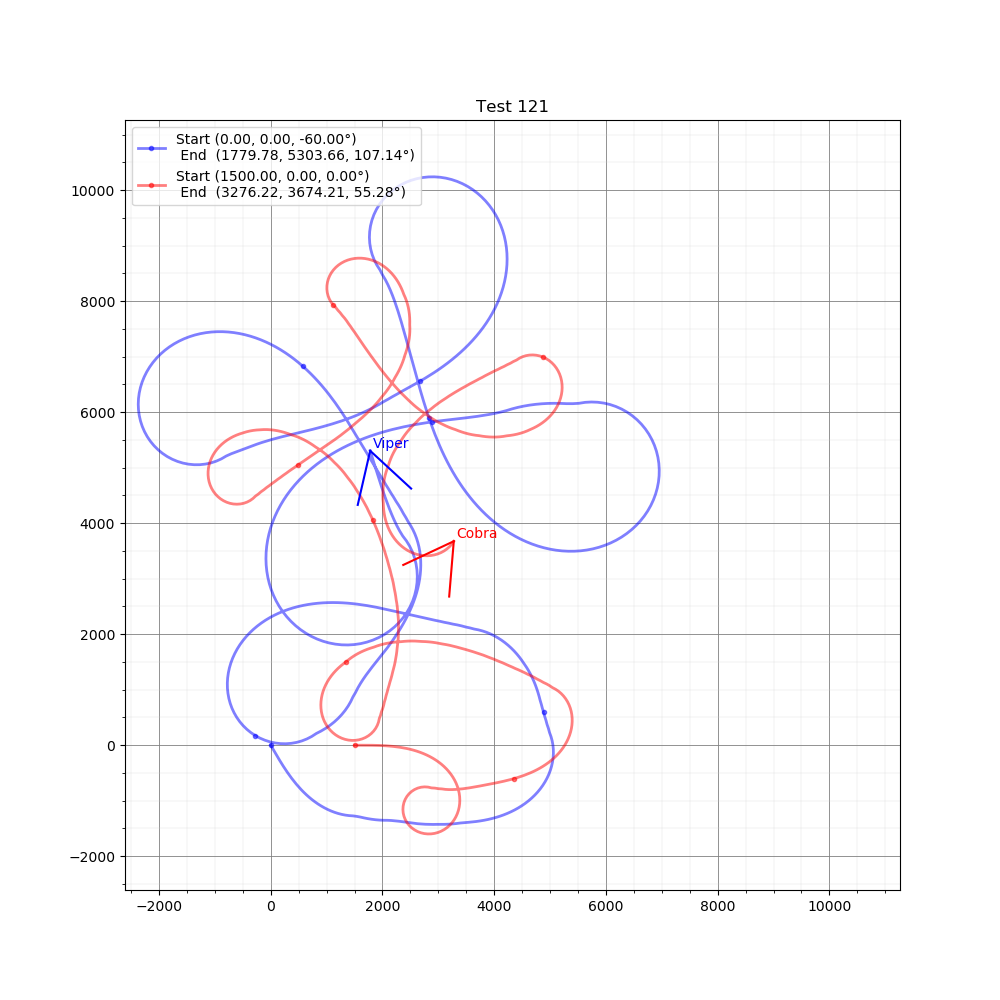 Test 121
Start (0.00, 0.00, -60.00°)
End  (1779.78, 5303.66, 107.14°)
Start (1500.00, 0.00, 0.00°)
End  (3276.22, 3674.21, 55.28°)
10000
8000
6000
4000
2000
0
−2000
Viper
Cobra
−2000 0 2000 4000 6000 8000 10000